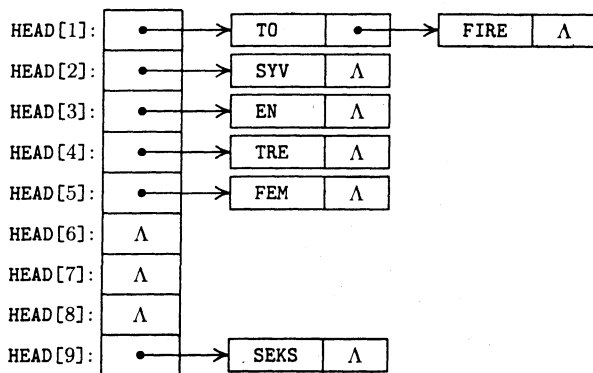 HEAD[1]: TO FIRE Λ
HEAD[2]: SYV Λ
HEAD[3]: EN Λ
HEAD[4]: TRE Λ
HEAD[5]: FEM Λ
HEAD[6]: Λ
HEAD[7]: Λ
HEAD[8]: Λ
HEAD[9]: SEKS Λ